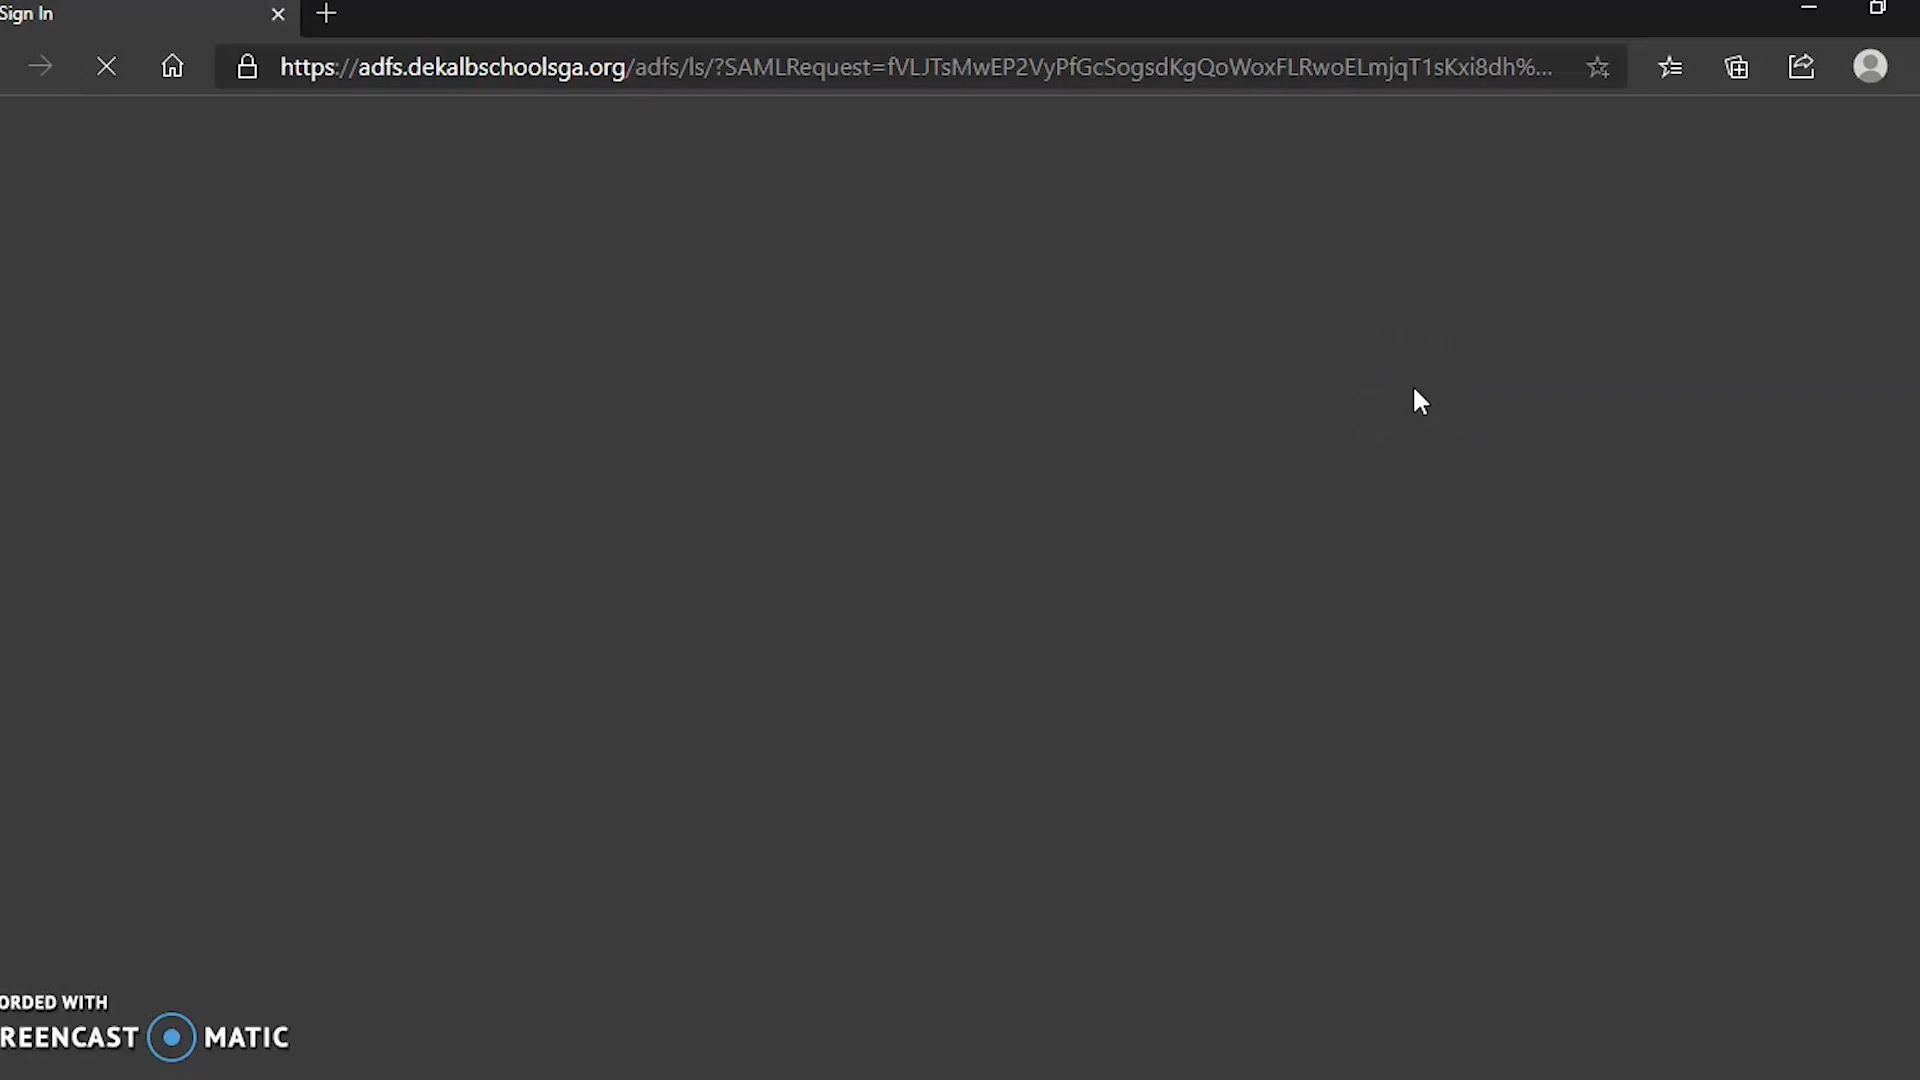 Sign In
https://adfs.dekalbschoolsga.org/adfs/ls/?SAMLRequest=fVLJTsMwEP2VyPfGcSogsdKgQoWoxFLRwoELmjqT1sKxi8dh%...
ORDED WITH
REENCAST MATIC